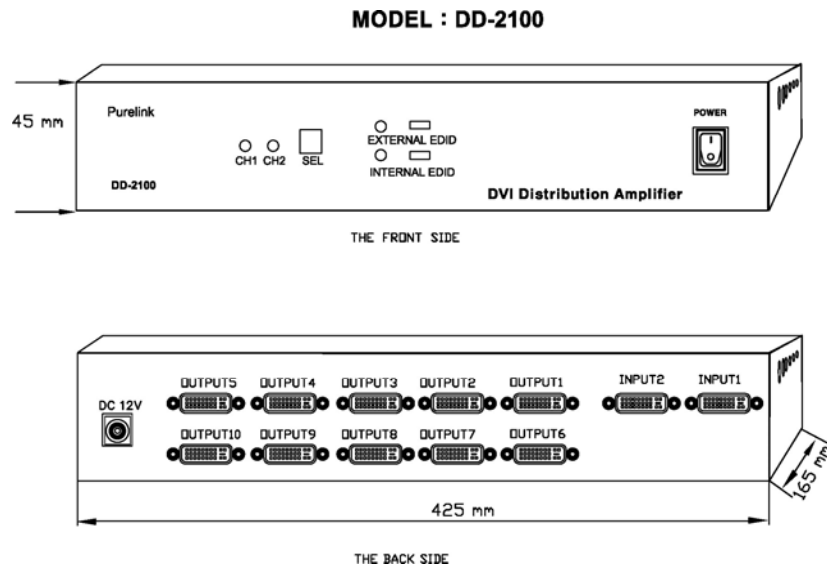 MODEL : DD-2100
45 mm
Purelink
POWER
EXTERNAL EDID
CH1 CH2 SEL
INTERNAL EDID
DD-2100
DVI Distribution Amplifier
THE FRONT SIDE
OUTPUT5 OUTPUT4 OUTPUT3 OUTPUT2 OUTPUT1 INPUT2 INPUT1
DC 12V
OUTPUT10 OUTPUT9 OUTPUT8 OUTPUT7 OUTPUT6
165 mm
425 mm
THE BACK SIDE